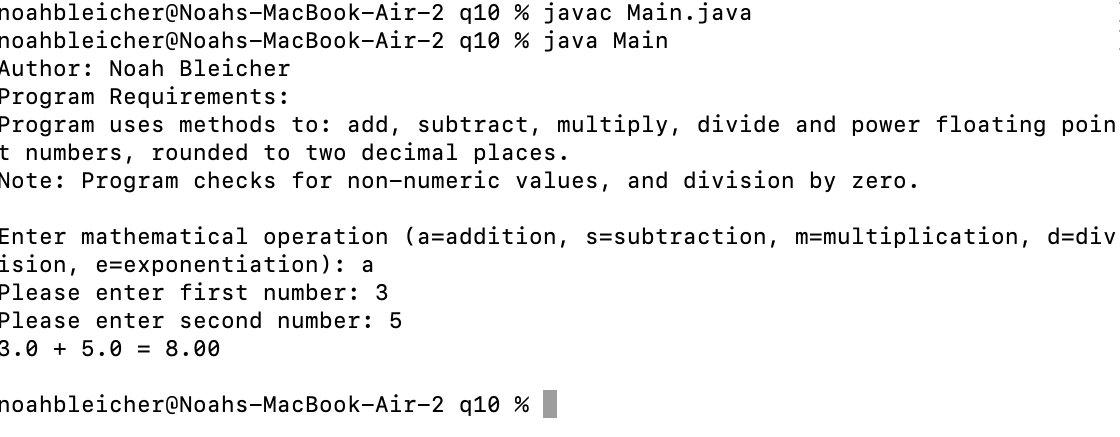 noahbleicher@Noahs-MacBook-Air-2 q10 % javac Main.java
noahbleicher@Noahs-MacBook-Air-2 q10 % java Main
Author: Noah Bleicher
Program Requirements:
Program uses methods to: add, subtract, multiply, divide and power floating poin
t numbers, rounded to two decimal places.
Note: Program checks for non-numeric values, and division by zero.
Enter mathematical operation (a=addition, s=subtraction, m=multiplication, d=div
ision, e=exponentiation): a
Please enter first number: 3
Please enter second number: 5
3.0 + 5.0 = 8.00
noahbleicher@Noahs-MacBook-Air-2 q10 %